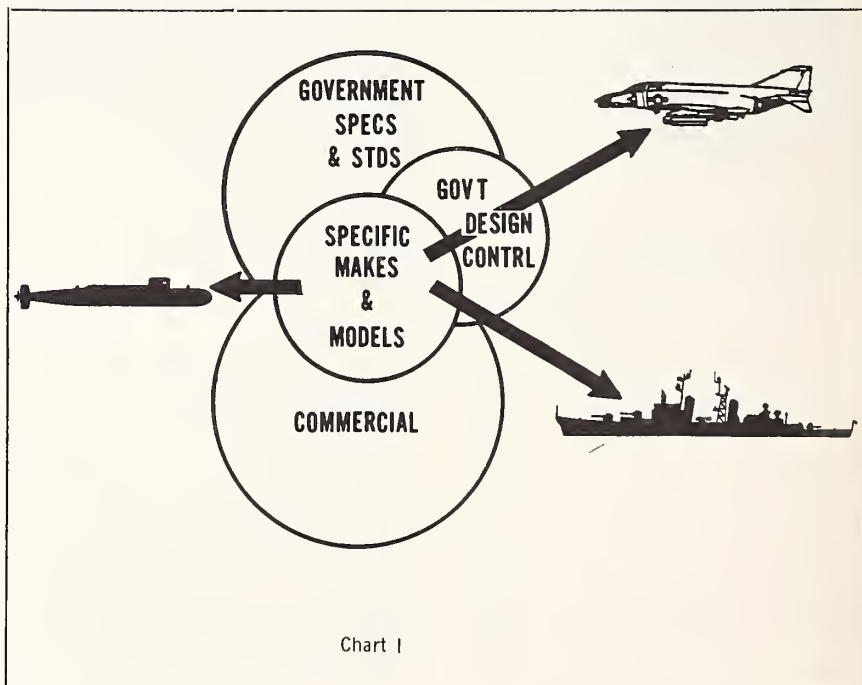 GOVERNMENT
SPECS
& STDS
GOVT
DESIGN
CONTRL
SPECIFIC
MAKES
&
MODELS
COMMERCIAL
Chart I